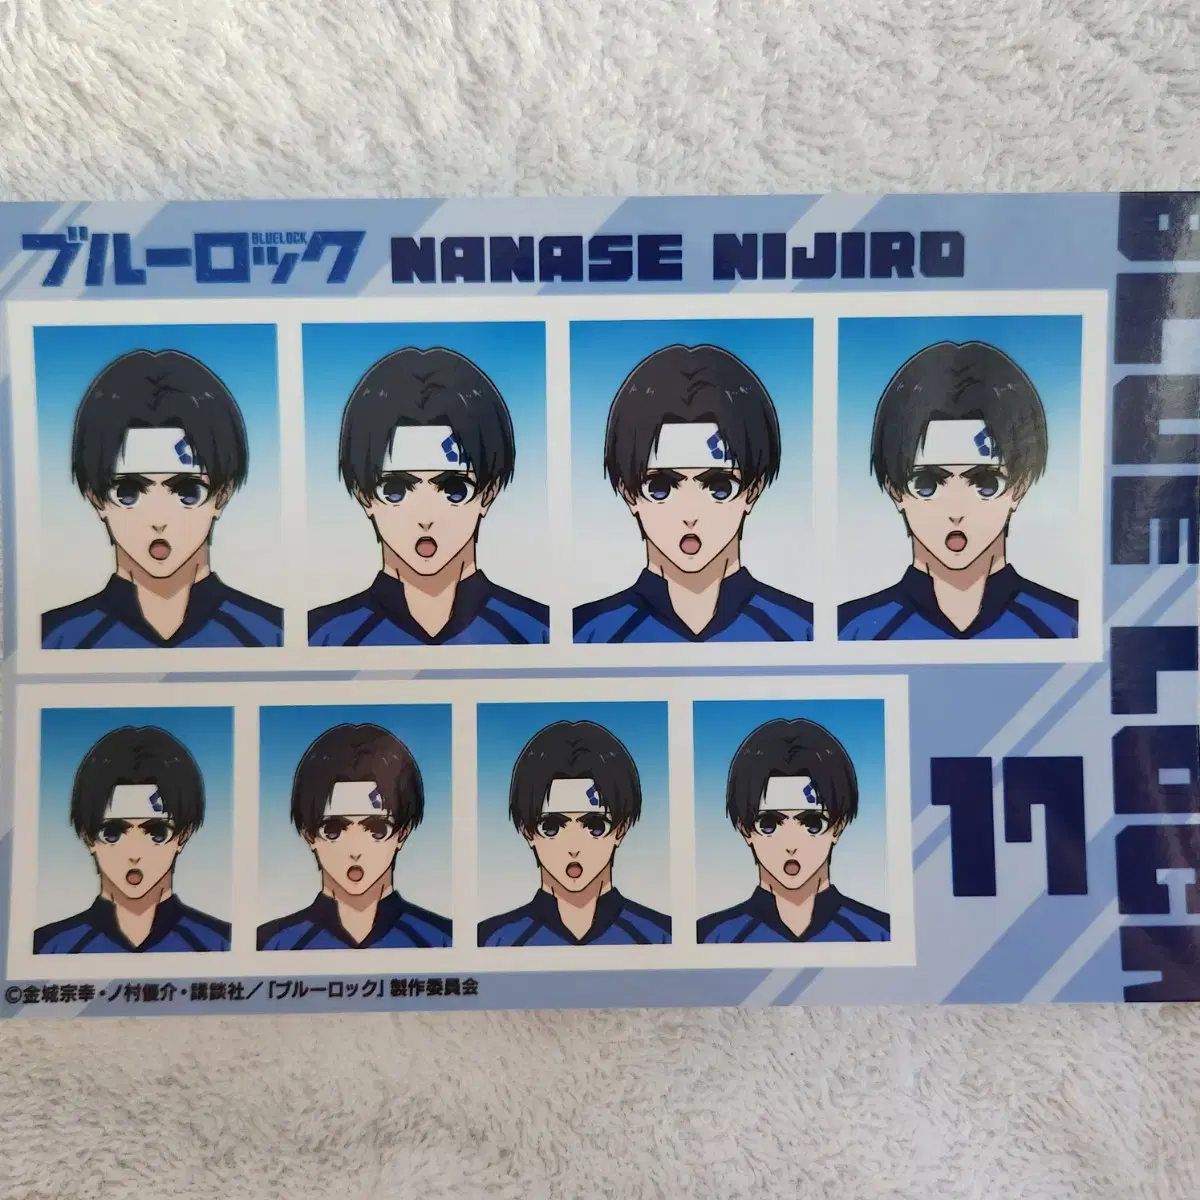 ブルーロック BLUELOCK NANASE NIJIRO
BLUE LOCK
17
©金城宗幸・ノ村優介・講談社／「ブルーロック」製作委員会